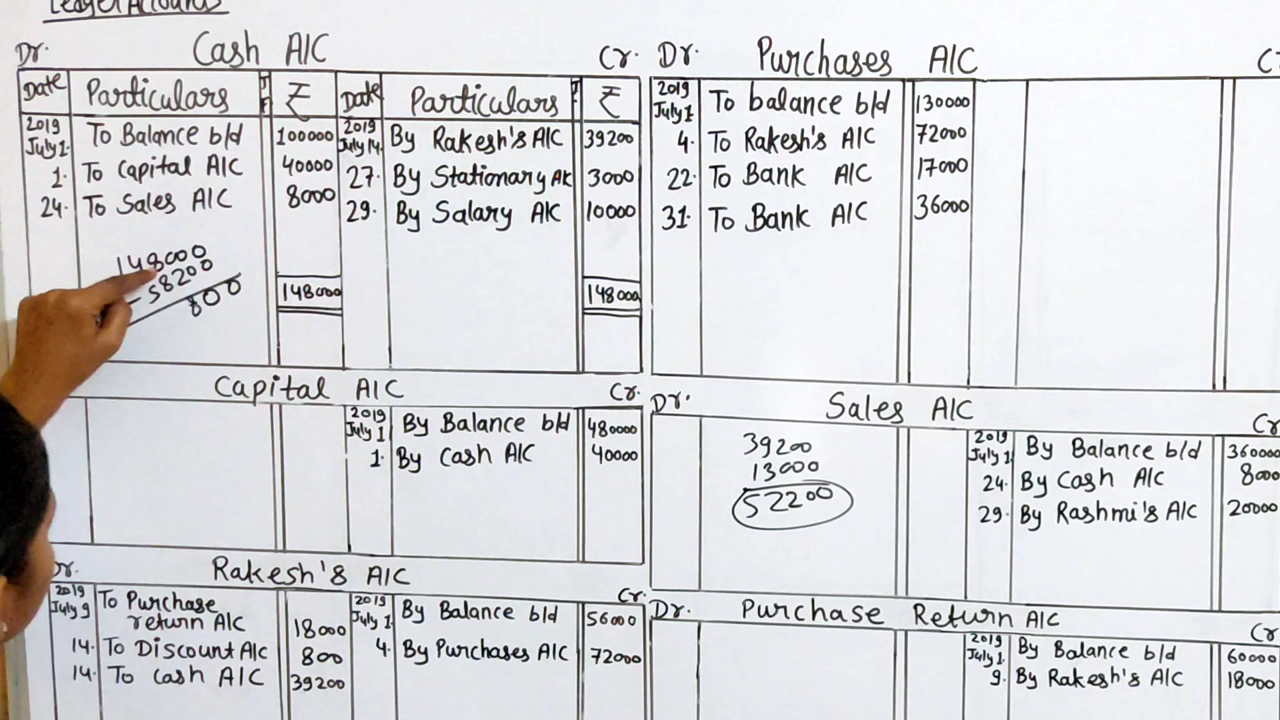 Ledger Accounts
Dr. Cash A/C Cr.
Date Particulars J.F. ₹ Date Particulars J.F. ₹
2019 July 1. To Balance b/d 100000 2019 July 14. By Rakesh's A/C 39200
1. To Capital A/C 40000 27. By Stationary A/C 3000
24. To Sales A/C 8000 29. By Salary A/C 10000
148000
- 58200
800
148000 148000
Dr. Purchases A/C Cr
2019 July 1. To balance b/d 130000
4. To Rakesh's A/C 72000
22. To Bank A/C 17000
31. To Bank A/C 36000
Capital A/C Cr.
2019 July 1 By Balance b/d 480000
1. By Cash A/C 40000
Dr. Sales A/C Cr
39200
13000
52200
2019 July 1 By Balance b/d 360000
24. By Cash A/C 8000
29. By Rashmi's A/C 20000
Dr. Rakesh's A/C Cr.
2019 July 9 To Purchase return A/C 18000 2019 July 1 By Balance b/d 56000
14. To Discount A/C 800 4. By Purchases A/C 72000
14. To Cash A/C 39200
Dr. Purchase Return A/C Cr
2019 July 1. By Balance b/d 60000
9. By Rakesh's A/C 18000